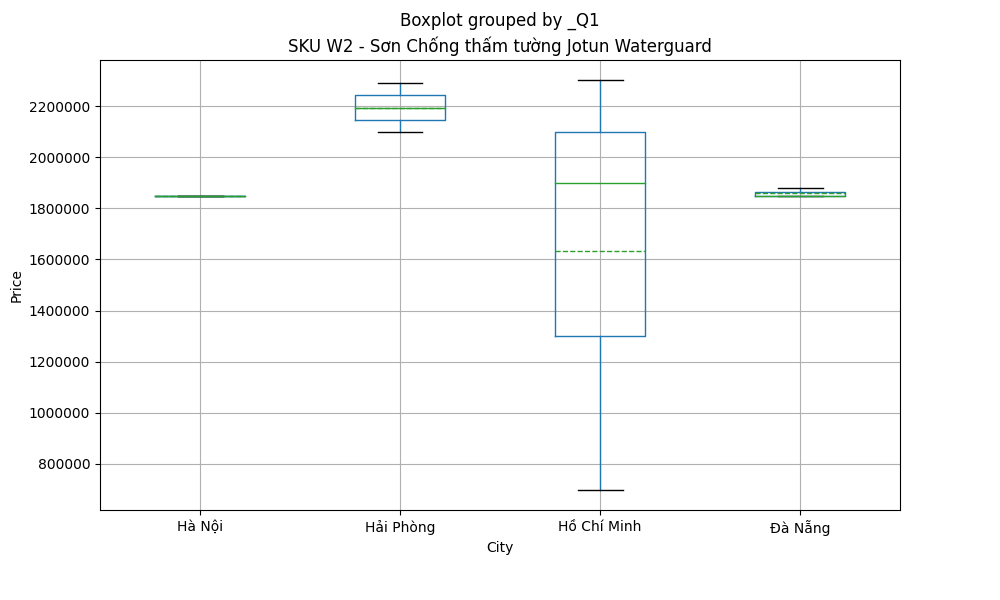 Boxplot grouped by _Q1
SKU W2 - Sơn Chống thấm tường Jotun Waterguard
Price
2200000
2000000
1800000
1600000
1400000
1200000
1000000
800000
Hà Nội
Hải Phòng
Hồ Chí Minh
Đà Nẵng
City